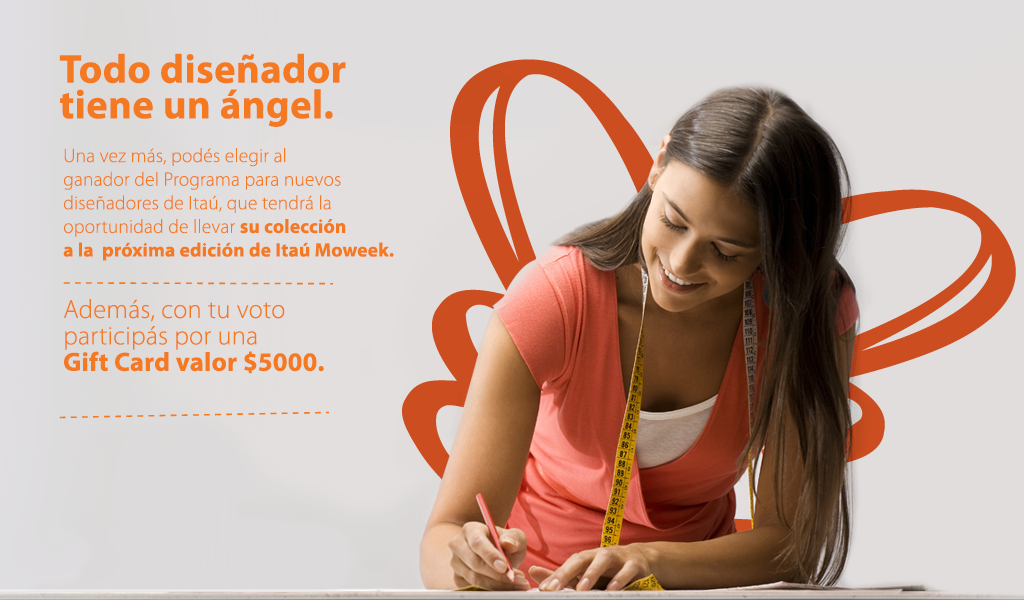 Todo diseñador
tiene un ángel.
Una vez más, podés elegir al
ganador del Programa para nuevos
diseñadores de Itaú, que tendrá la
oportunidad de llevar su colección
a la próxima edición de Itaú Moweek.
Además, con tu voto
participás por una
Gift Card valor $5000.